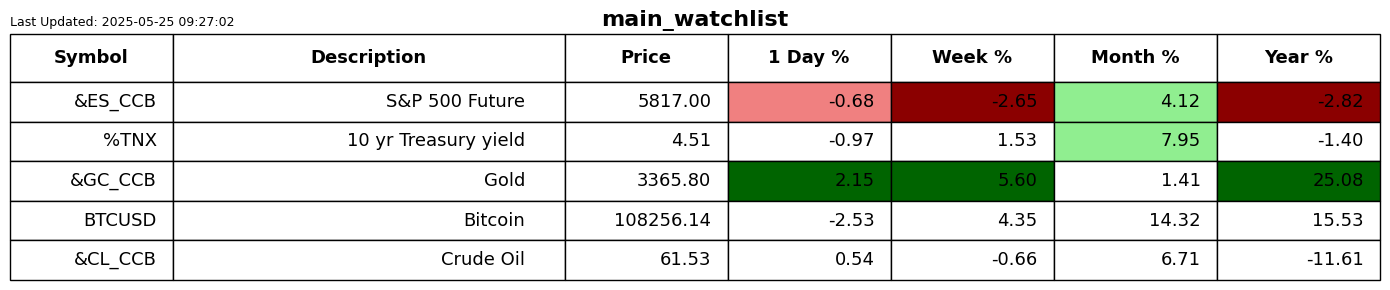 Last Updated: 2025-05-25 09:27:02
main_watchlist
Symbol Description Price 1 Day % Week % Month % Year %
&ES_CCB S&P 500 Future 5817.00 -0.68 -2.65 4.12 -2.82
%TNX 10 yr Treasury yield 4.51 -0.97 1.53 7.95 -1.40
&GC_CCB Gold 3365.80 2.15 5.60 1.41 25.08
BTCUSD Bitcoin 108256.14 -2.53 4.35 14.32 15.53
&CL_CCB Crude Oil 61.53 0.54 -0.66 6.71 -11.61